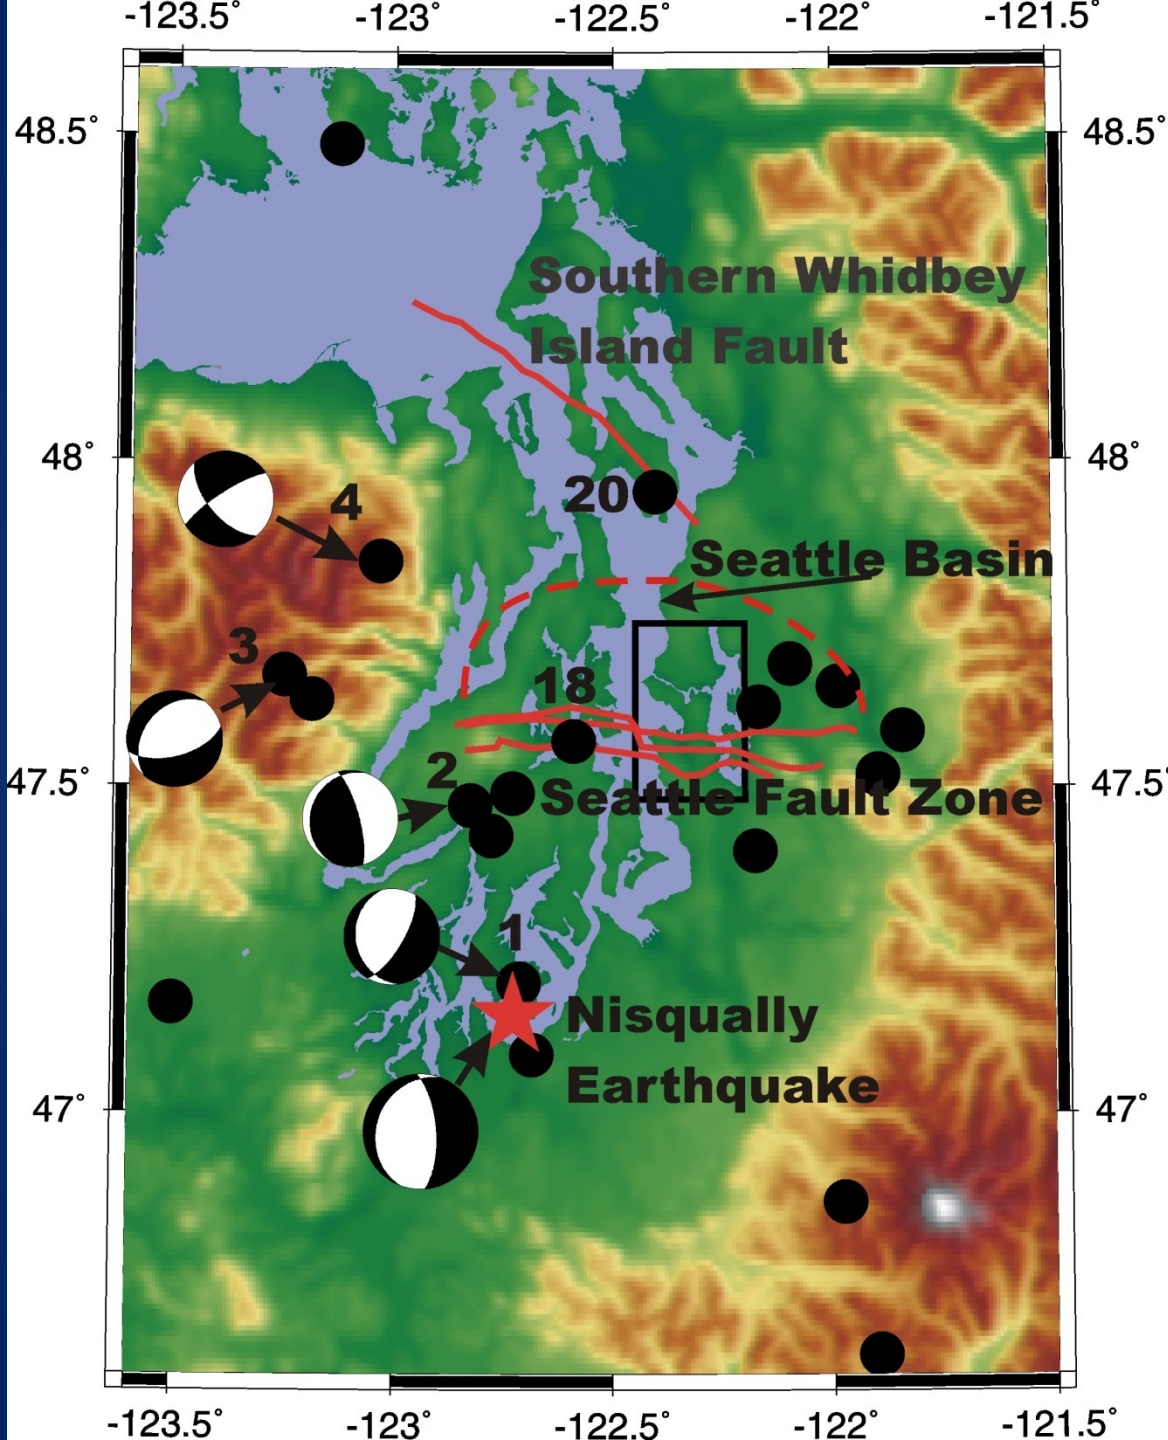 -123.5° -123° -122.5° -122° -121.5°
48.5° 48.5°
Southern Whidbey
Island Fault
48° 48°
4 20
Seattle Basin
3
18
2
47.5° 47.5°
Seattle Fault Zone
1
Nisqually
Earthquake
47° 47°
-123.5° -123° -122.5° -122° -121.5°